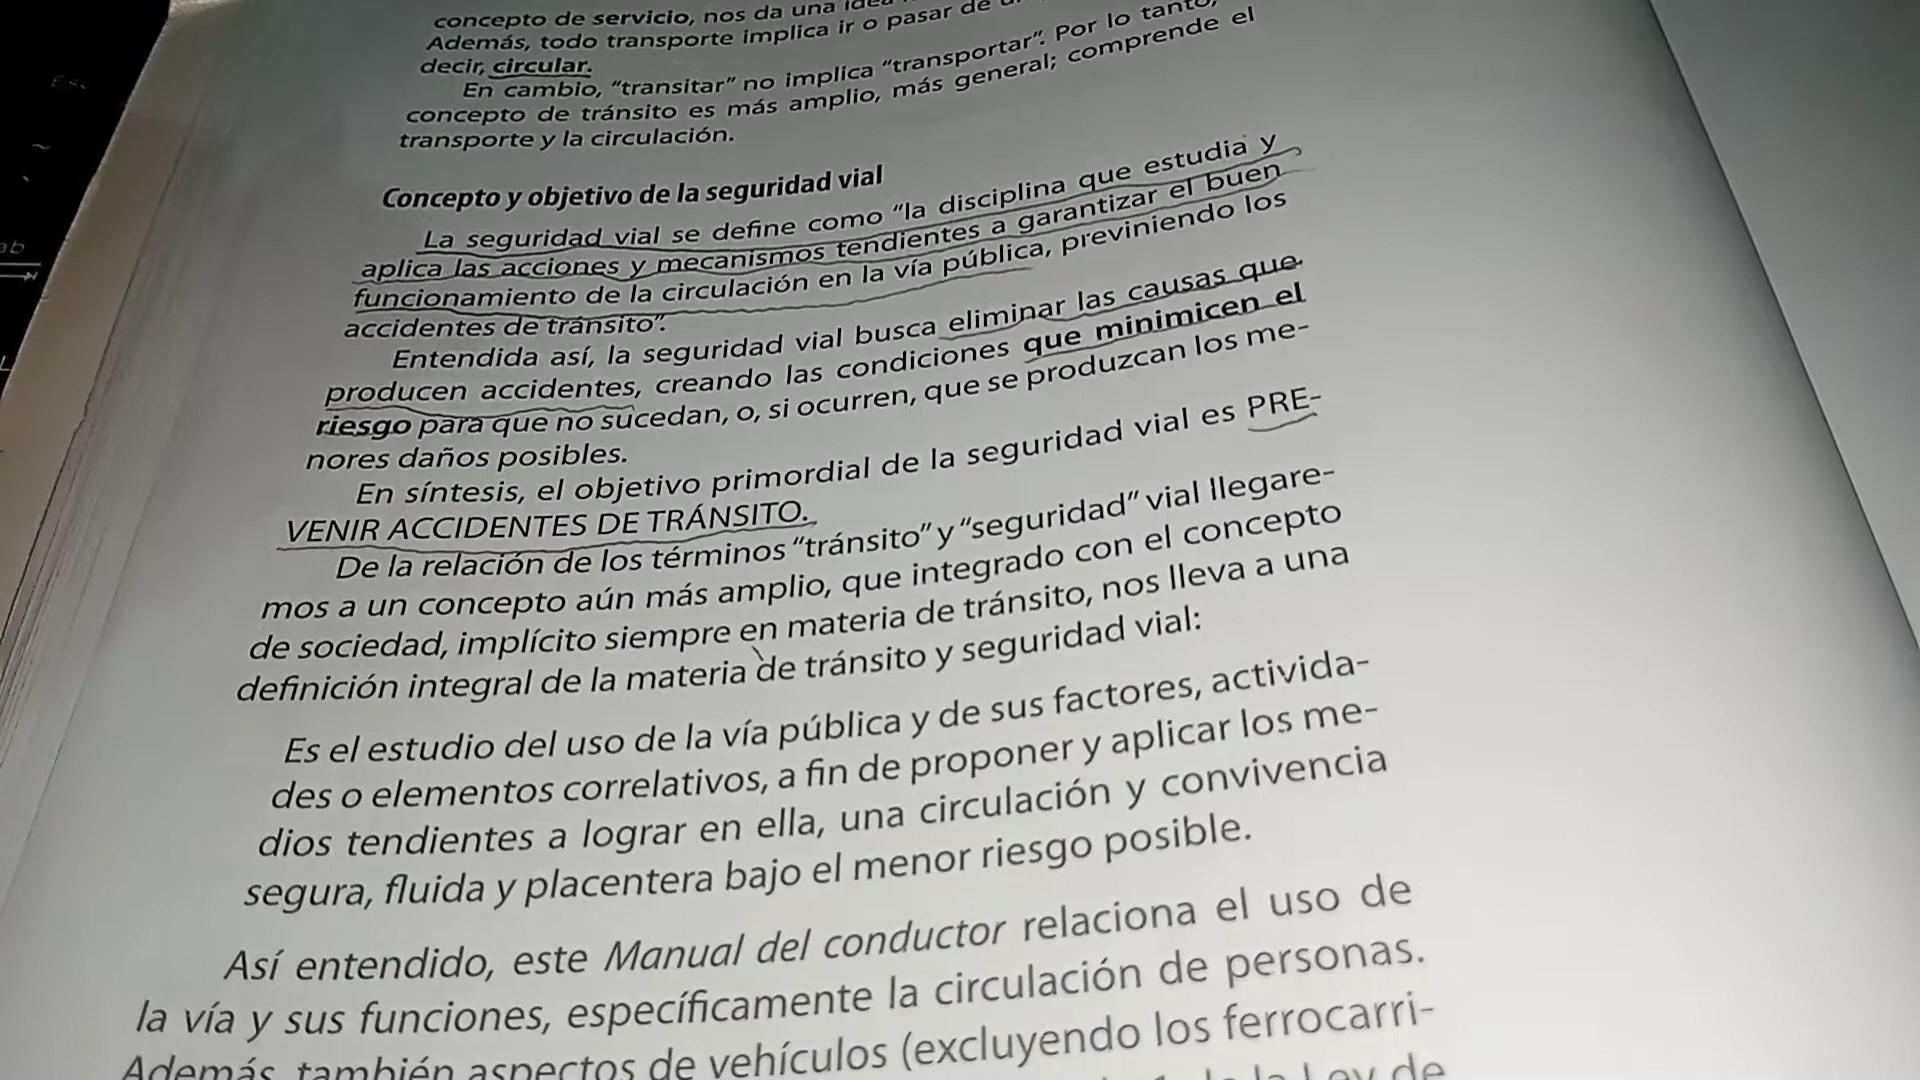 concepto de servicio, nos da una idea
Además, todo transporte implica ir o pasar de
decir, circular.
En cambio, “transitar” no implica “transportar”. Por lo tanto,
concepto de tránsito es más amplio, más general; comprende el
transporte y la circulación.
Concepto y objetivo de la seguridad vial
La seguridad vial se define como “la disciplina que estudia y
aplica las acciones y mecanismos tendientes a garantizar el buen
funcionamiento de la circulación en la vía pública, previniendo los
accidentes de tránsito”.
Entendida así, la seguridad vial busca eliminar las causas que
producen accidentes, creando las condiciones que minimicen el
riesgo para que no sucedan, o, si ocurren, que se produzcan los me-
nores daños posibles.
En síntesis, el objetivo primordial de la seguridad vial es PRE-
VENIR ACCIDENTES DE TRÁNSITO.
De la relación de los términos “tránsito” y “seguridad” vial llegare-
mos a un concepto aún más amplio, que integrado con el concepto
de sociedad, implícito siempre en materia de tránsito, nos lleva a una
definición integral de la materia de tránsito y seguridad vial:
Es el estudio del uso de la vía pública y de sus factores, activida-
des o elementos correlativos, a fin de proponer y aplicar los me-
dios tendientes a lograr en ella, una circulación y convivencia
segura, fluida y placentera bajo el menor riesgo posible.
Así entendido, este Manual del conductor relaciona el uso de
la vía y sus funciones, específicamente la circulación de personas.
Además, también aspectos de vehículos (excluyendo los ferrocarri-
la Ley de
Esc